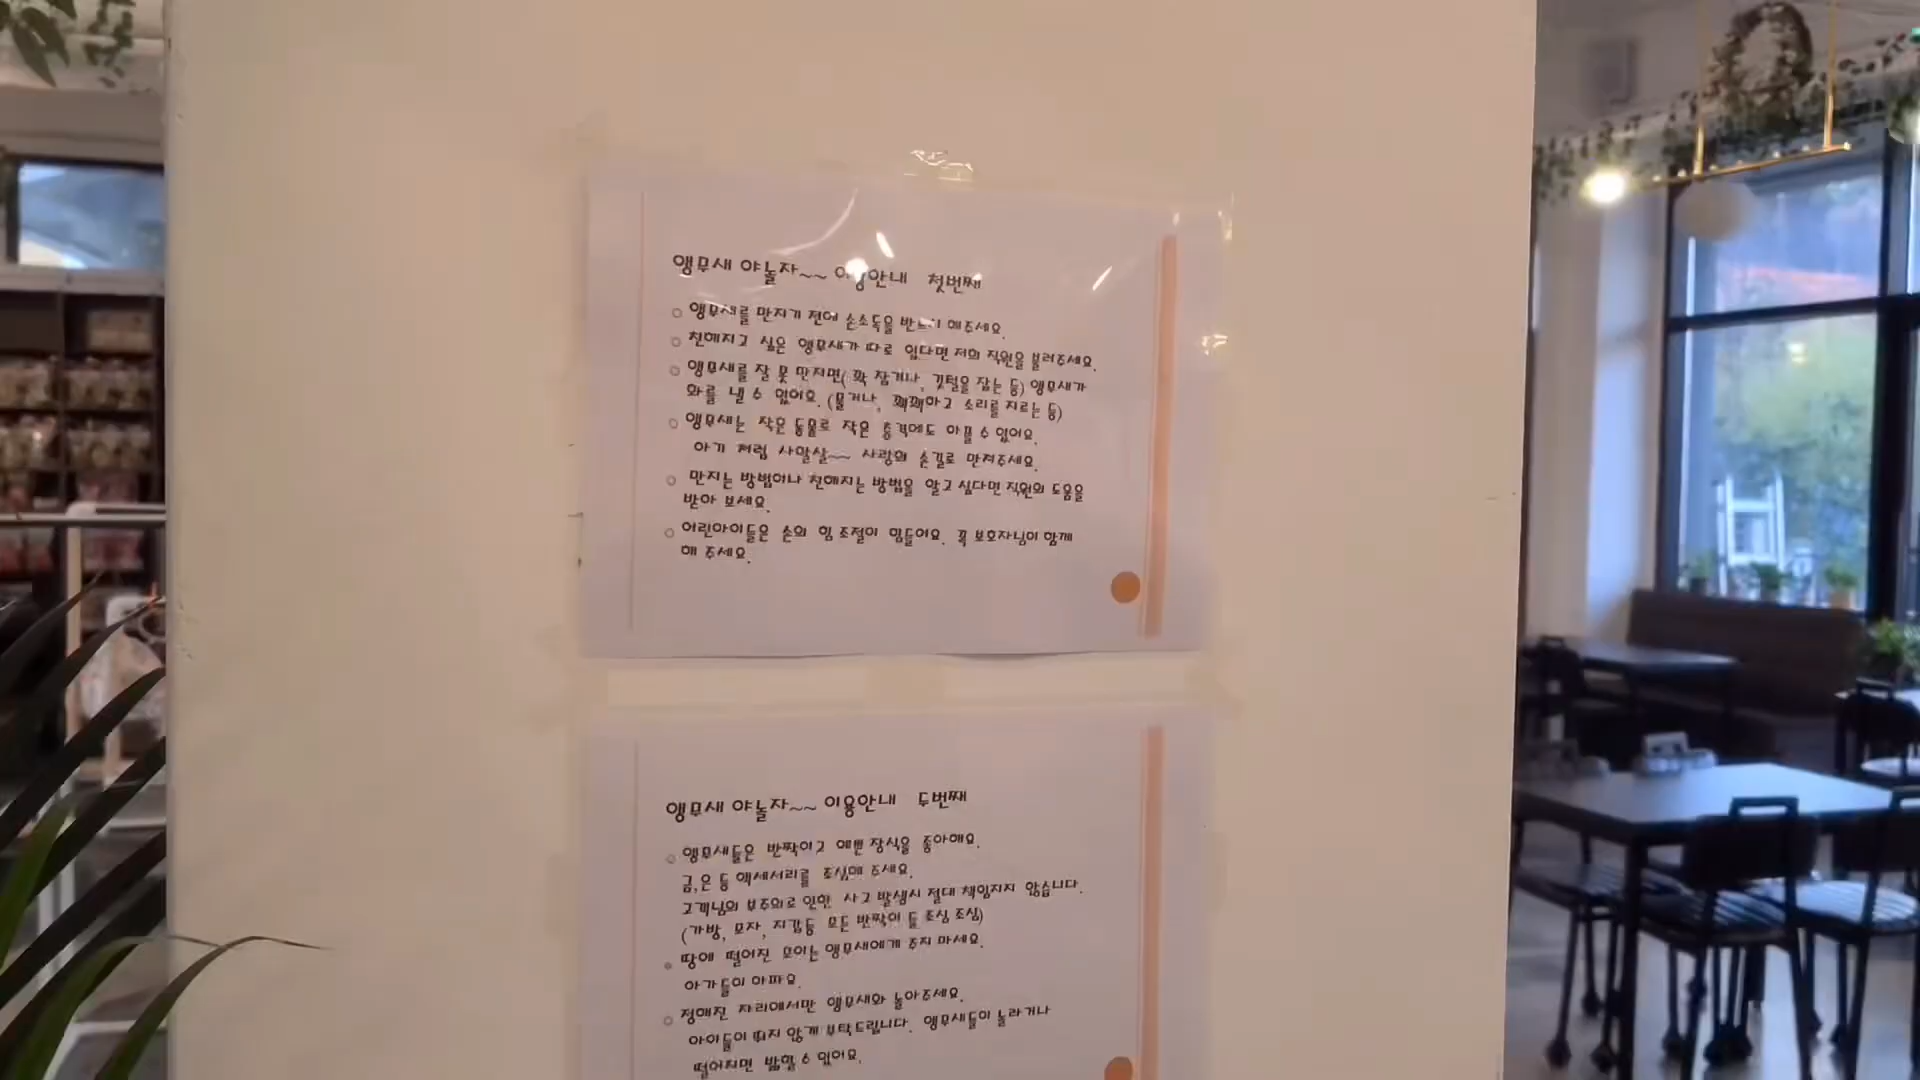 앵무새 야놀자~~ 이용안내 첫번째
앵무새를 만지기 전에 손소독을 반드시 해주세요.
친해지고 싶은 앵무새가 따로 있다면 저희 직원을 불러주세요.
앵무새를 잘 못 만지면( 꽉 잡거나, 깃털을 잡는 등) 앵무새가
화를 낼 수 있어요. (물거나, 꽥꽥하고 소리를 지르는 등)
앵무새는 작은 동물로 작은 충격에도 아플 수 있어요.
아기 처럼 사알살~~ 사랑의 손길로 만져주세요.
만지는 방법이나 친해지는 방법을 알고 싶다면 직원의 도움을
받아 보세요.
어린아이들은 손의 힘 조절이 힘들어요. 꼭 보호자님이 함께
해 주세요.
앵무새 야놀자~~ 이용안내 두번째
앵무새들은 반짝이고 예쁜 장식을 좋아해요.
금,은 등 액세서리를 조심해 주세요.
고객님의 부주의로 인한 사고 발생시 절대 책임지지 않습니다.
(가방, 모자, 지갑등 모든 반짝이 들 조심 조심)
땅에 떨어진 모이는 앵무새에게 주지 마세요.
아가들이 아파요.
정해진 자리에서만 앵무새와 놀아주세요.
아이들이 뛰지 않게 부탁드립니다. 앵무새들이 놀라거나
떨어지면 밟힐 수 있어요.